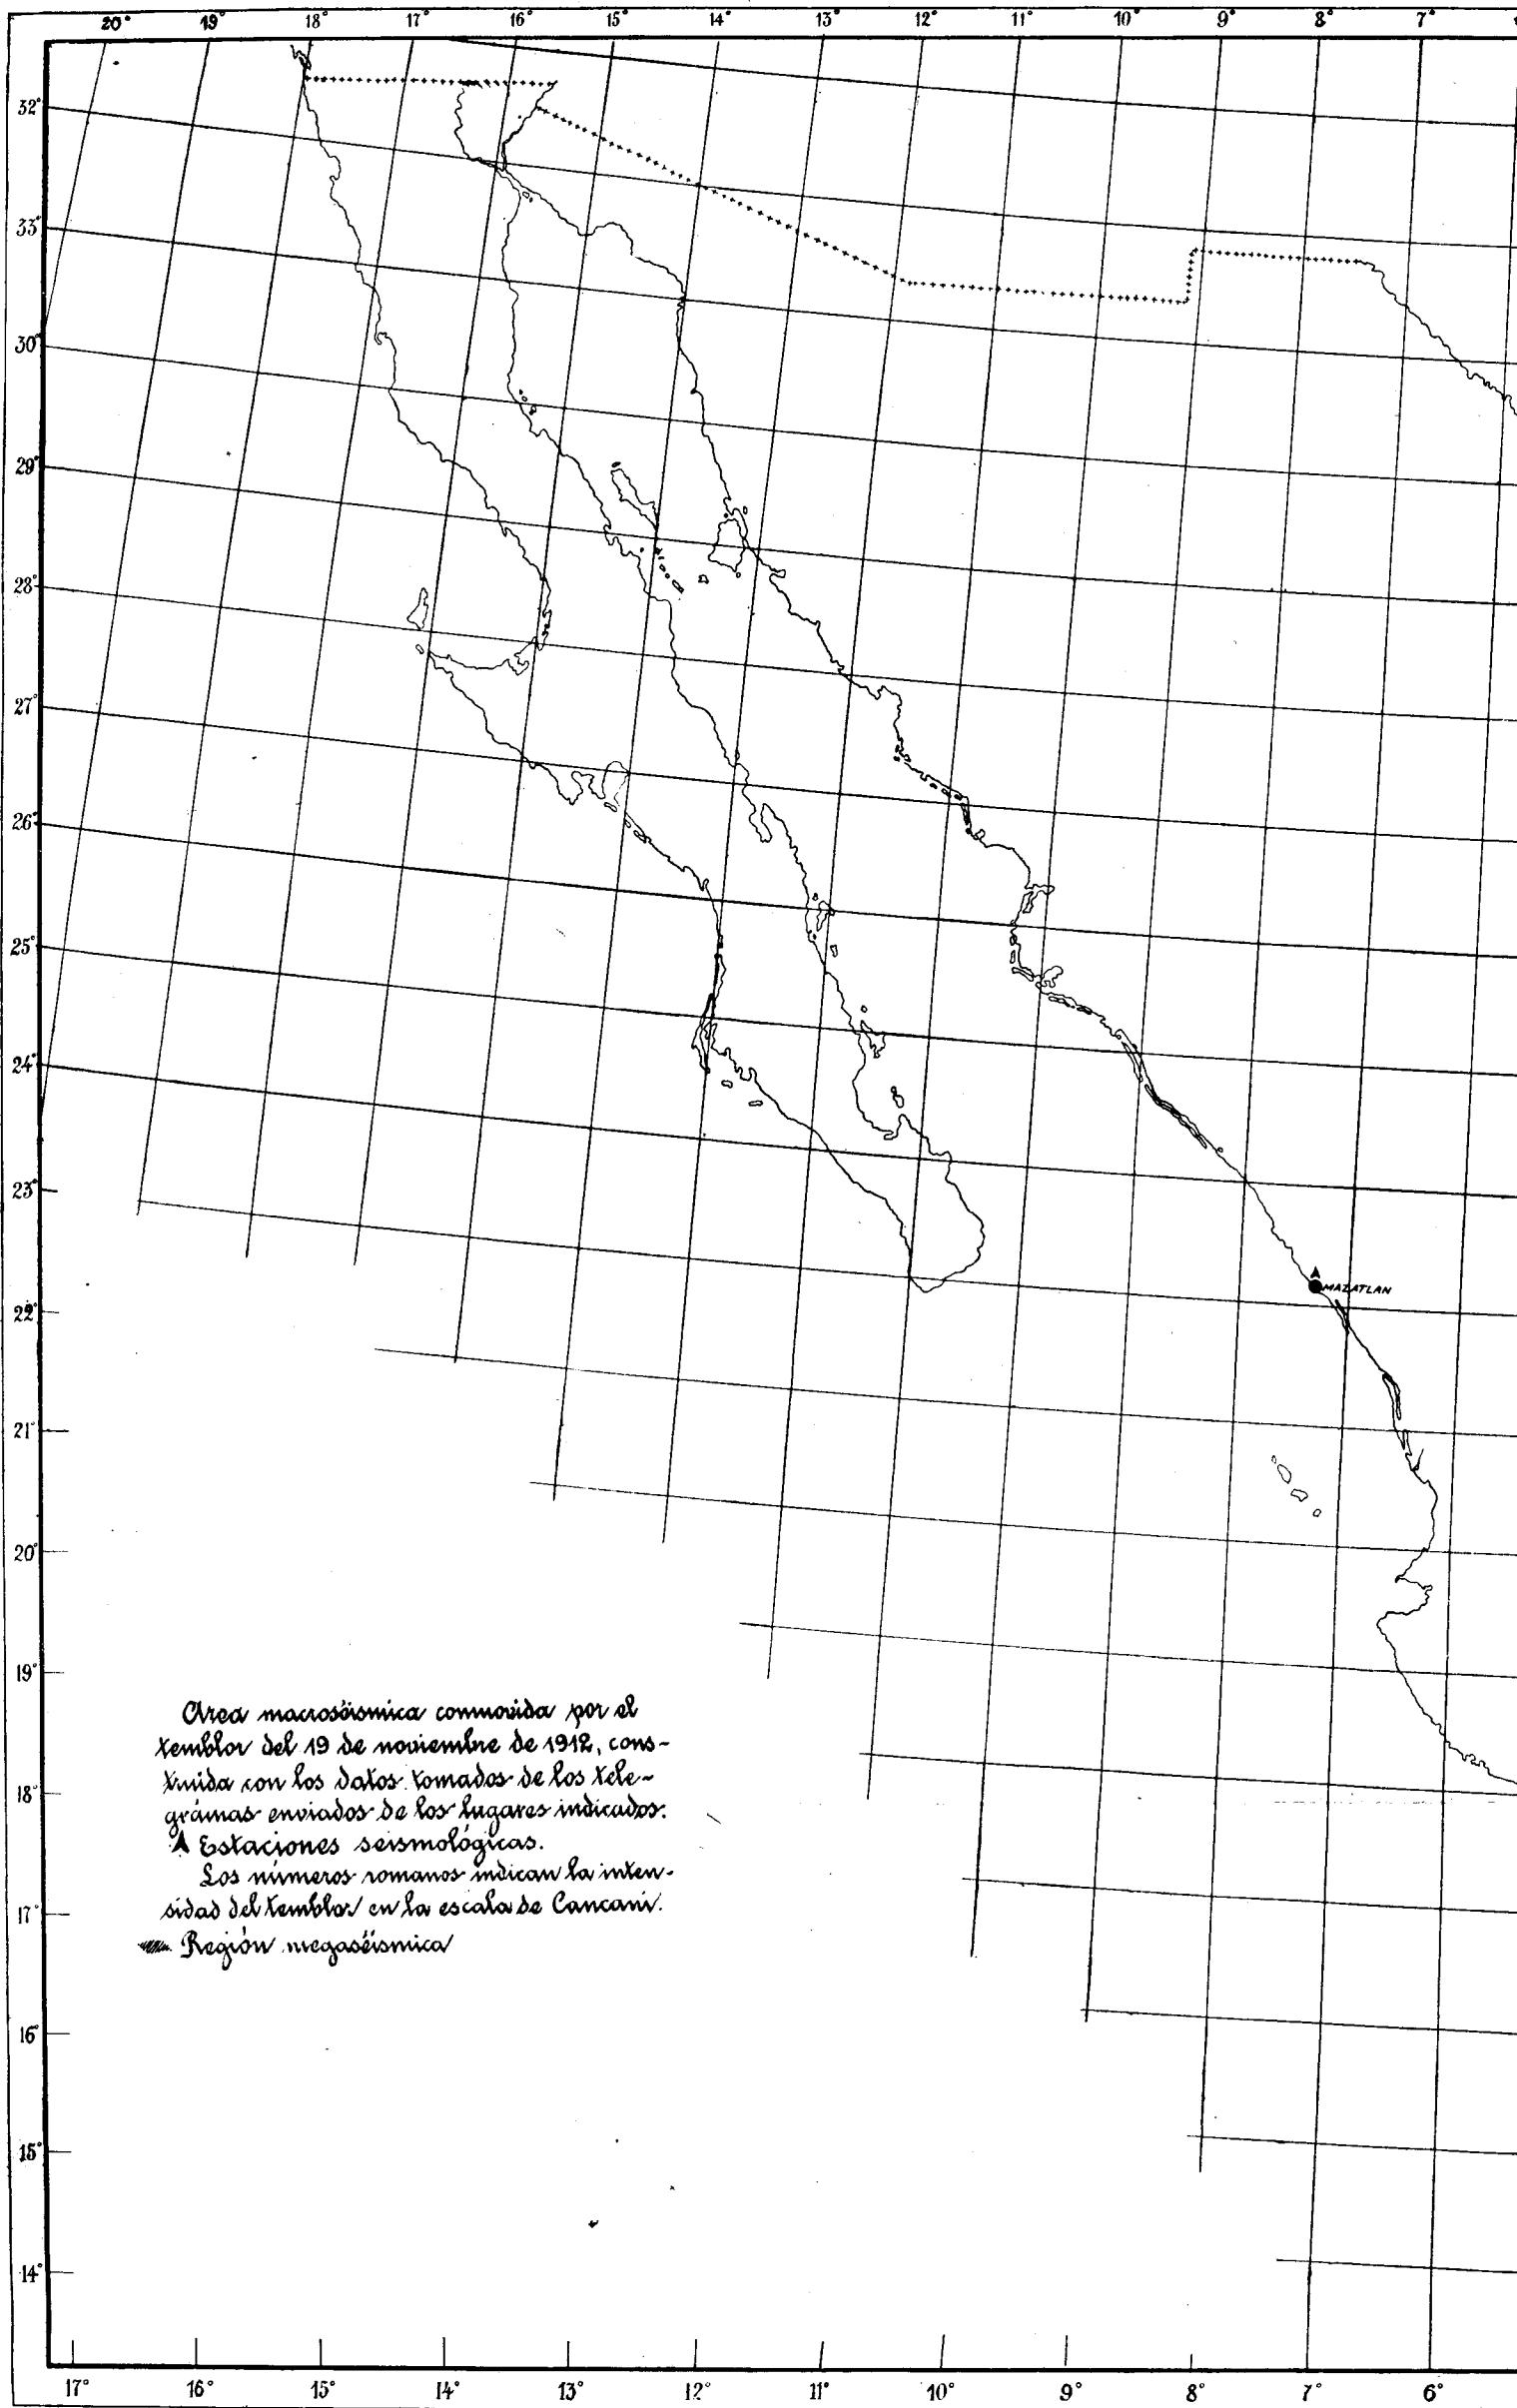 20° 19° 18° 17° 16° 15° 14° 13° 12° 11° 10° 9° 8° 7°
32°
33°
30°
29°
28°
27°
26°
25°
24°
23°
22°
21°
20°
19°
18°
17°
16°
15°
14°
MAZATLAN
Area macroséismica conmovida por el
temblor del 19 de noviembre de 1912, cons-
truida con los datos tomados de los tele-
gramas enviados de los lugares indicados.
Estaciones seismológicas.
Los números romanos indican la inten-
sidad del temblor en la escala de Cancani.
Región megaséismica
17° 16° 15° 14° 13° 12° 11° 10° 9° 8° 7° 6°